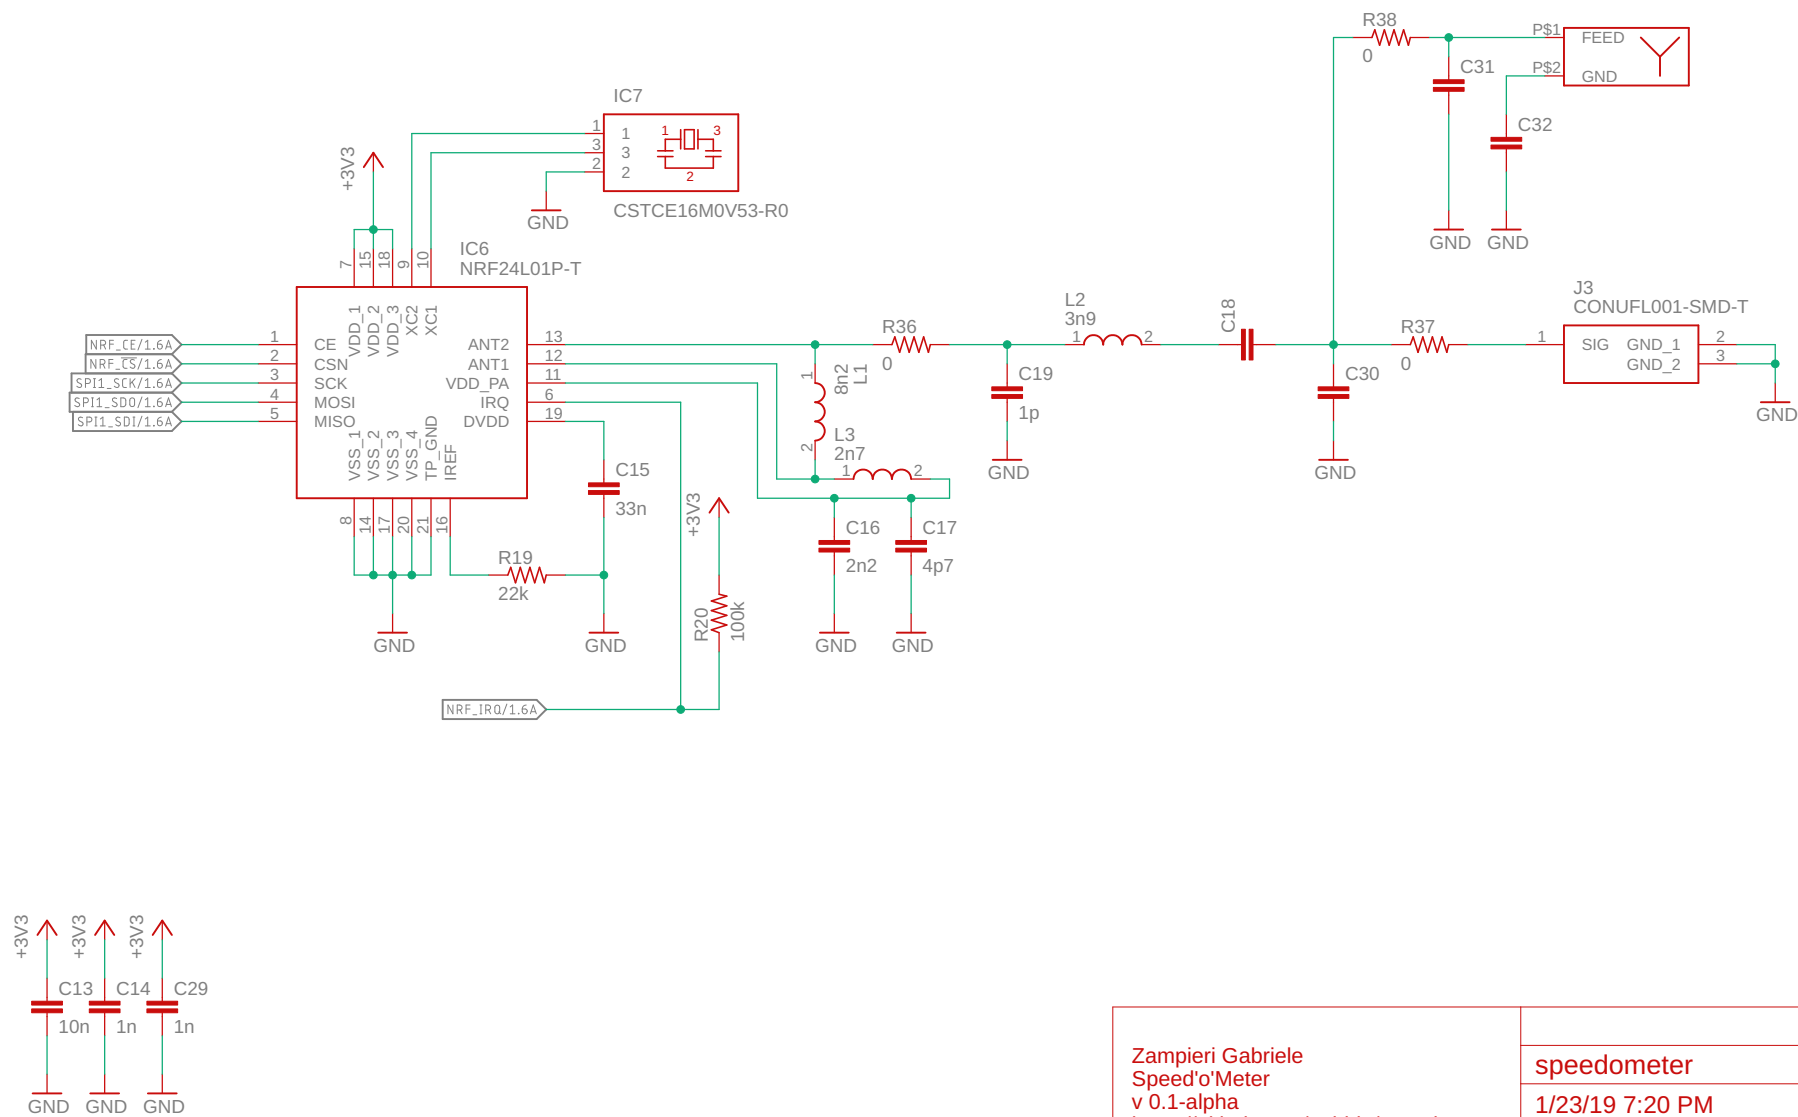 R38
0
P$1
FEED
P$2
GND
C31
C32
GND
GND
IC7
1
1
3
3
2
2
1
3
2
CSTCE16M0V53-R0
GND
+3V3
IC6
NRF24L01P-T
7
15
18
9
10
VDD_1
VDD_2
VDD_3
XC2
XC1
NRF_CE/1.6A
1
CE
NRF_CS/1.6A
2
CSN
SPI1_SCK/1.6A
3
SCK
SPI1_SDO/1.6A
4
MOSI
SPI1_SDI/1.6A
5
MISO
ANT2
13
ANT1
12
VDD_PA
11
IRQ
6
DVDD
19
VSS_1
VSS_2
VSS_3
VSS_4
TP_GND
IREF
8
14
17
20
21
16
GND
R19
22k
C15
33n
GND
+3V3
R20
100k
NRF_IRQ/1.6A
1
8n2
L1
2
L3
2n7
1
2
C16
2n2
GND
C17
4p7
GND
R36
0
C19
1p
GND
L2
3n9
1
2
C18
C30
GND
R37
0
J3
CONUFL001-SMD-T
1
SIG
GND_1
2
GND_2
3
GND
+3V3
+3V3
+3V3
C13
10n
C14
1n
C29
1n
GND
GND
GND
Zampieri Gabriele
Speed'o'Meter
v 0.1-alpha
speedometer
1/23/19 7:20 PM